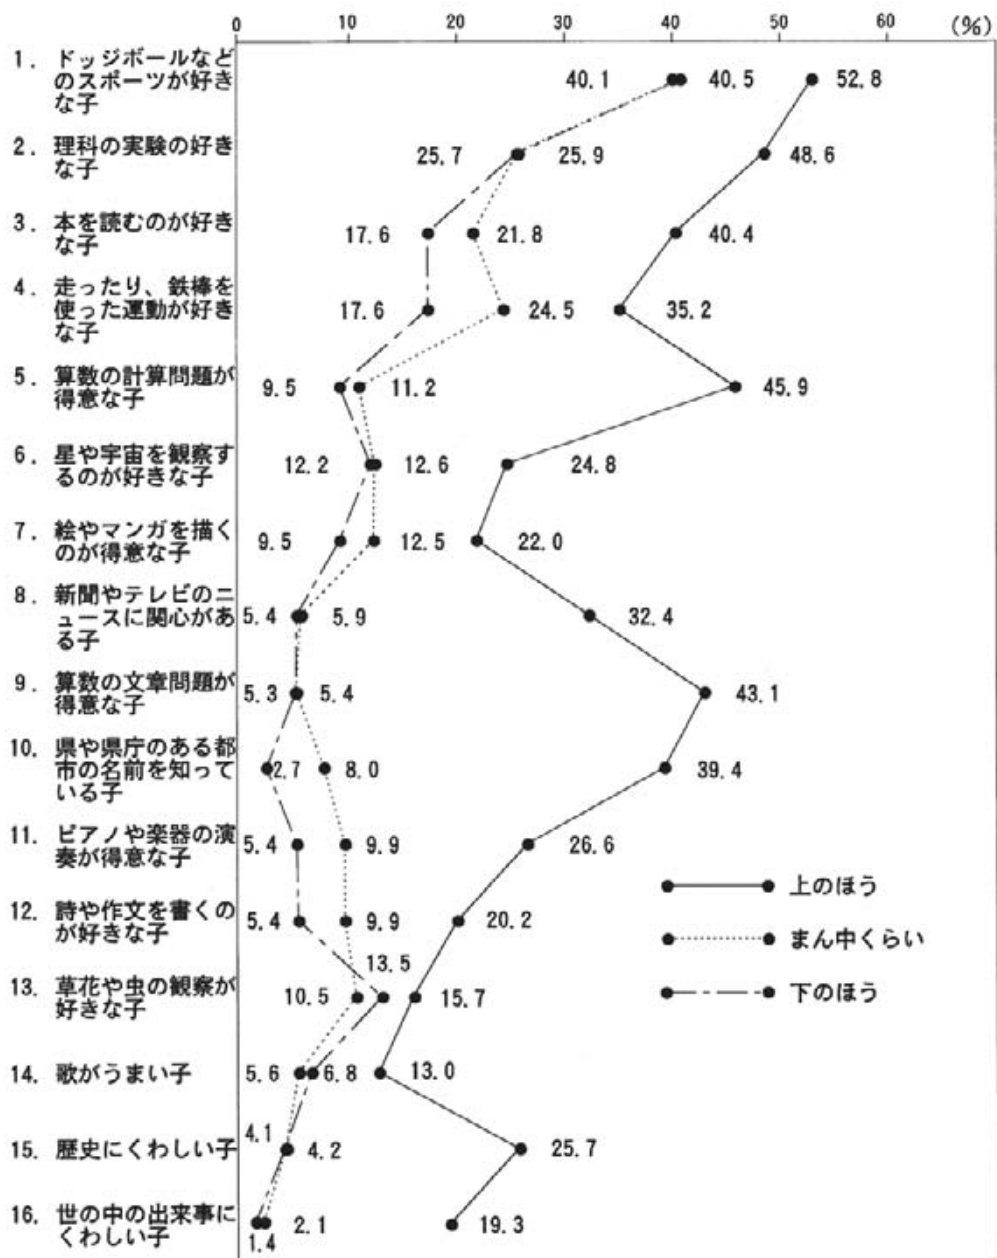 0 10 20 30 40 50 60 (%)
1. ドッジボールなど
のスポーツが好き
な子
40.1 40.5 52.8
2. 理科の実験の好き
な子
25.7 25.9 48.6
3. 本を読むのが好き
な子
17.6 21.8 40.4
4. 走ったり、鉄棒を
使った運動が好き
な子
17.6 24.5 35.2
5. 算数の計算問題が
得意な子
9.5 11.2 45.9
6. 星や宇宙を観察す
るのが好きな子
12.2 12.6 24.8
7. 絵やマンガを描く
のが得意な子
9.5 12.5 22.0
8. 新聞やテレビのニ
ュースに関心があ
る子
5.4 5.9 32.4
9. 算数の文章問題が
得意な子
5.3 5.4 43.1
10. 県や県庁のある都
市の名前を知って
いる子
2.7 8.0 39.4
11. ピアノや楽器の演
奏が得意な子
5.4 9.9 26.6
12. 詩や作文を書くの
が好きな子
5.4 9.9 20.2
13. 草花や虫の観察が
好きな子
10.5 13.5 15.7
14. 歌がうまい子
5.6 6.8 13.0
15. 歴史にくわしい子
4.1 4.2 25.7
16. 世の中の出来事に
くわしい子
1.4 2.1 19.3
上のほう
まん中くらい
下のほう